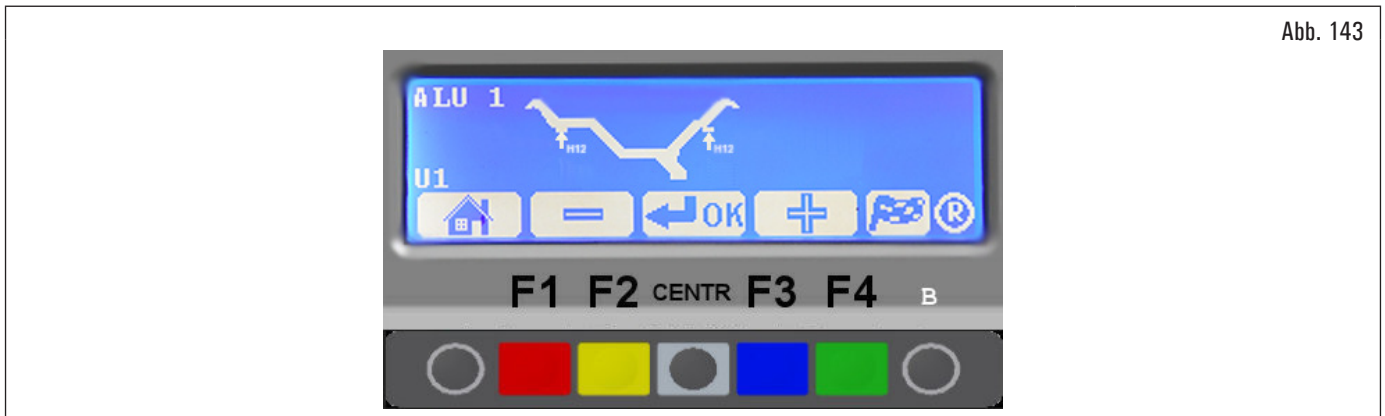 Abb. 143
ALU 1
H12 H12
U1
OK ®
F1 F2 CENTR F3 F4 B